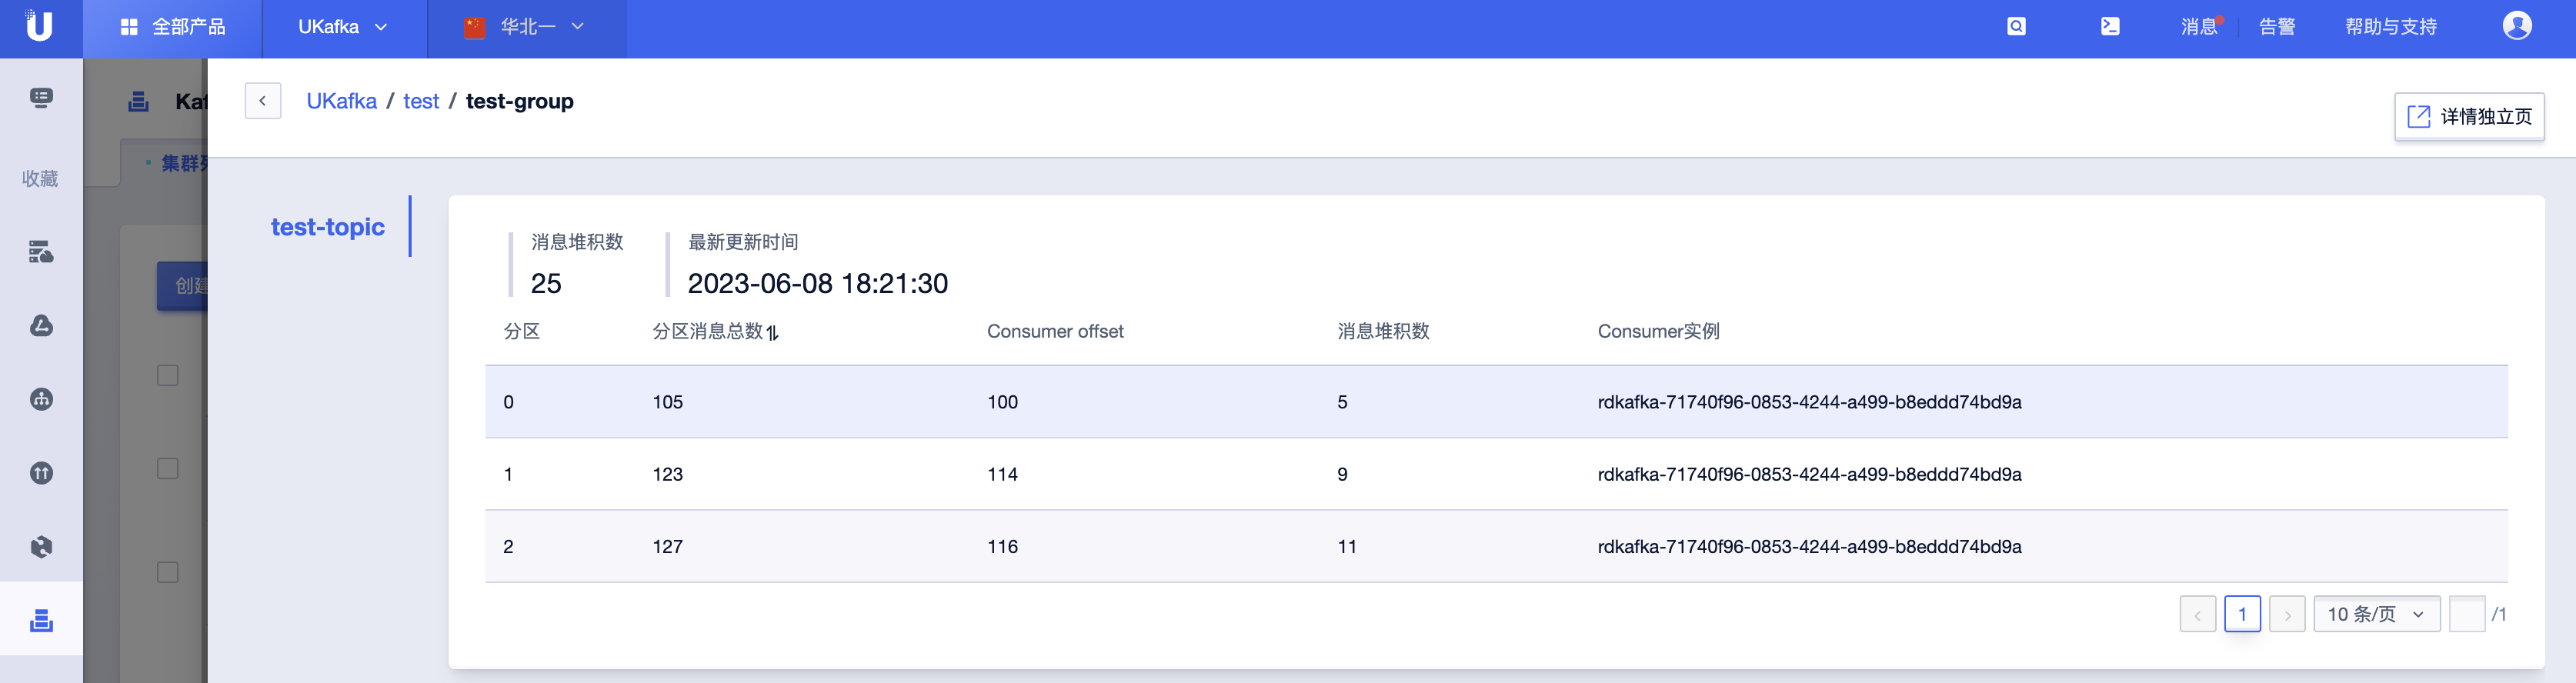 U 全部产品 UKafka 华北一 消息 告警 帮助与支持
收藏
UKafka / test / test-group
详情独立页
test-topic
消息堆积数 最新更新时间
25 2023-06-08 18:21:30
分区 分区消息总数 Consumer offset 消息堆积数 Consumer实例
0 105 100 5 rdkafka-71740f96-0853-4244-a499-b8eddd74bd9a
1 123 114 9 rdkafka-71740f96-0853-4244-a499-b8eddd74bd9a
2 127 116 11 rdkafka-71740f96-0853-4244-a499-b8eddd74bd9a
1 10 条/页 /1
Kaf
集群
创建